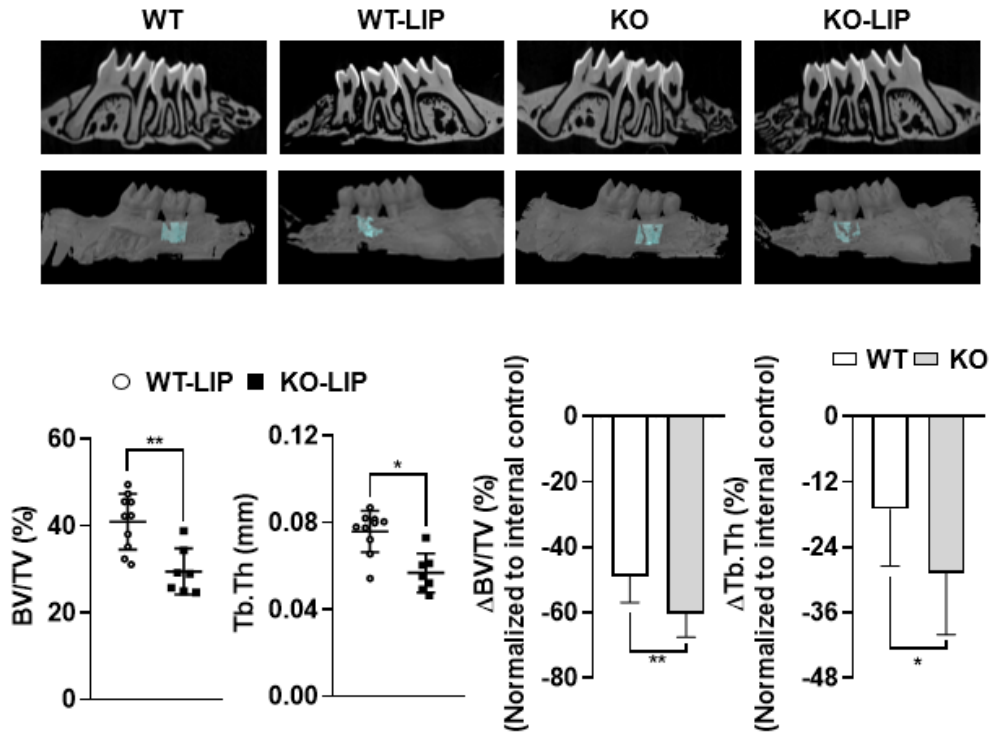 WT WT-LIP KO KO-LIP
WT-LIP KO-LIP
WT KO
BV/TV (%)
60
40
20
0
**
Tb.Th (mm)
0.12
0.08
0.04
0.00
*
ΔBV/TV (%)
(Normalized to internal control)
0
-20
-40
-60
-80
**
ΔTb.Th (%)
(Normalized to internal control)
0
-12
-24
-36
-48
*